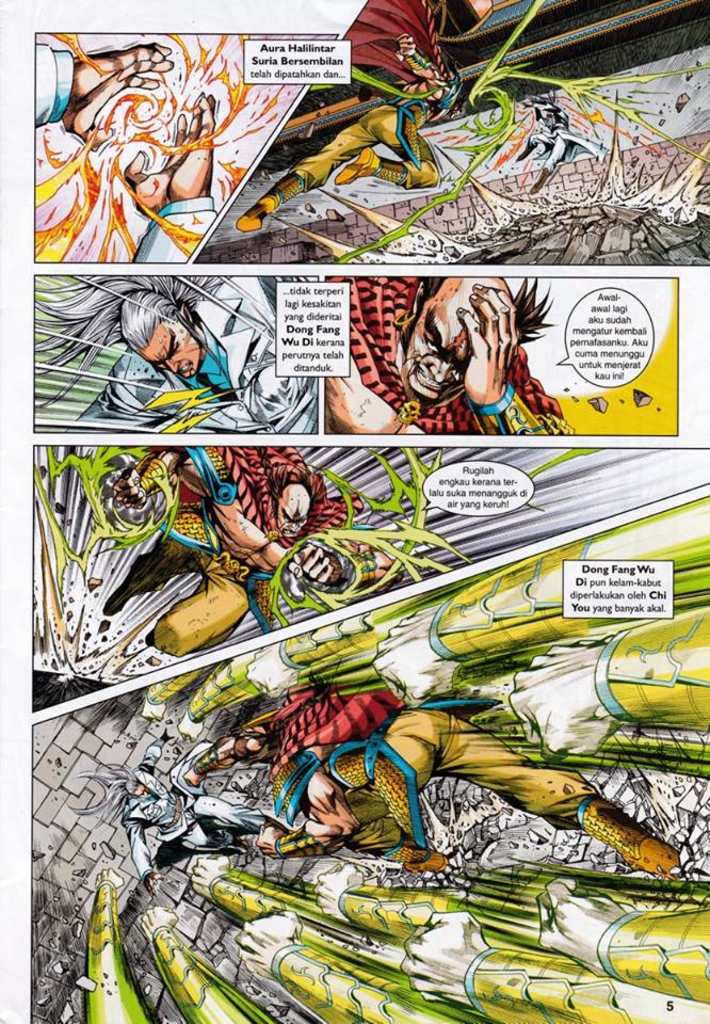 Aura Halilintar
Suria Bersembilan
telah dipatahkan dan...
...tidak terperi
lagi kesakitan
yang dideritai
Dong Fang
Wu Di kerana
perutnya telah
ditanduk.
Awal-
awal lagi
aku sudah
mengatur kembali
pernafasanku. Aku
cuma menunggu
kau ini!
Rugilah
engkau kerana ter-
lalu suka menangguk di
air yang keruh!
Dong Fang Wu
Di pun kelam-kabut
diperlakukan oleh Chi
You yang banyak akal.
5